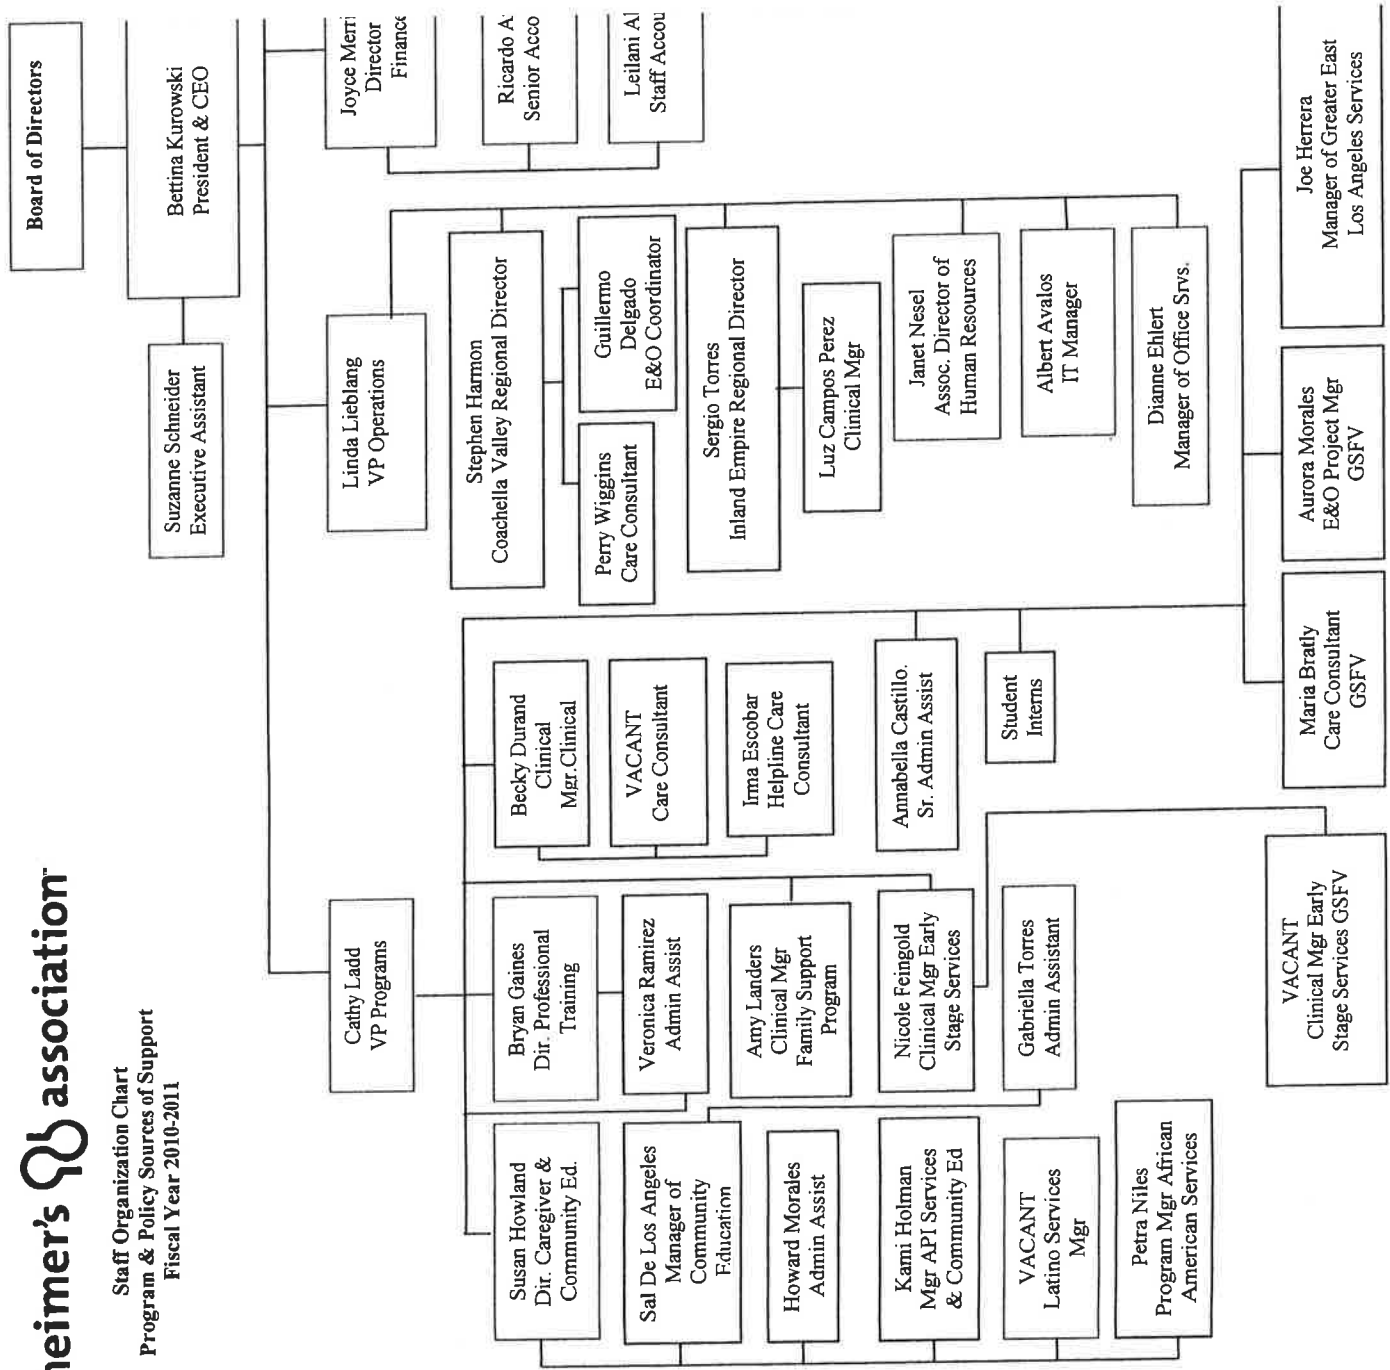 association
Staff Organization Chart
Program & Policy Sources of Support
Fiscal Year 2010-2011
Board of Directors
Bettina Kurowski
President & CEO
Suzanne Schneider
Executive Assistant
Cathy Ladd
VP Programs
Linda Lieblang
VP Operations
Joyce
Director
Finance
Ricardo
Senior
Leilani
Staff
Susan Howland
Dir. Caregiver &
Community Ed.
Sal De Los Angeles
Manager of
Community
Education
Howard Morales
Admin Assist
Kami Holman
Mgr API Services
& Community Ed
VACANT
Latino Services
Mgr
Petra Niles
Program Mgr African
American Services
Bryan Gaines
Dir. Professional
Training
Veronica Ramirez
Admin Assist
Amy Landers
Clinical Mgr
Family Support
Program
Nicole Feingold
Clinical Mgr Early
Stage Services
Gabriella Torres
Admin Assistant
VACANT
Clinical Mgr Early
Stage Services GSFV
Becky Durand
Clinical
Mgr.Clinical
VACANT
Care Consultant
Irma Escobar
Helpline Care
Consultant
Annabella Castillo.
Sr. Admin Assist
Student
Interns
Stephen Harmon
Coachella Valley Regional Director
Perry Wiggins
Care Consultant
Guillermo
Delgado
E&O Coordinator
Sergio Torres
Inland Empire Regional Director
Luz Campos Perez
Clinical Mgr
Janet Nesel
Assoc. Director of
Human Resources
Albert Avalos
IT Manager
Dianne Ehlert
Manager of Office Srvs.
Maria Bratly
Care Consultant
GSFV
Aurora Morales
E&O Project Mgr
GSFV
Joe Herrera
Manager of Greater East
Los Angeles Services